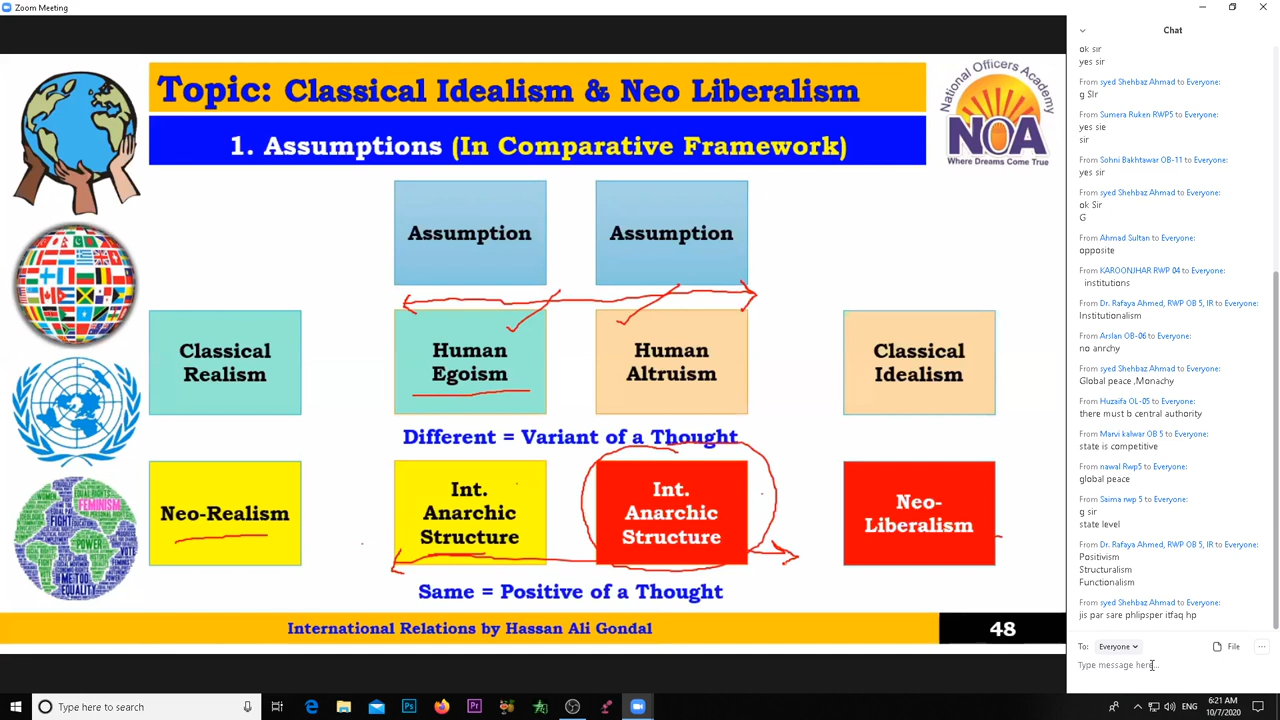 Zoom Meeting
Topic: Classical Idealism & Neo Liberalism
1. Assumptions (In Comparative Framework)
National Officers Academy
NOA
Where Dreams Come True
Assumption
Assumption
Classical
Realism
Human
Egoism
Human
Altruism
Classical
Idealism
Different = Variant of a Thought
Neo-Realism
Int.
Anarchic
Structure
Int.
Anarchic
Structure
Neo-
Liberalism
Same = Positive of a Thought
EQUAL RIGHTS
FEMINISM
POWER
FIGHT
#METOO
EQUALITY
International Relations by Hassan Ali Gondal
48
Chat
ok sir
yes sir
From syed Shehbaz Ahmad to Everyone:
g SIr
From Sumera Ruken RWP5 to Everyone:
yes sie
sir
From Sohni Bakhtawar OB-11 to Everyone:
yes sir
From syed Shehbaz Ahmad to Everyone:
ok Sir
G
From Ahmad Sultan to Everyone:
opposite
From KAROONJHAR RWP 04 to Everyone:
institutions
From Dr. Rafaya Ahmed, RWP OB 5, IR to Everyone:
Institutionalism
From Arslan OB-06 to Everyone:
no anrchy
From syed Shehbaz Ahmad to Everyone:
Global peace ,Monachy
From Huzaifa OL-05 to Everyone:
there must b central authority
From Marvi kalwar OB 5 to Everyone:
state is competitive
From nawal Rwp5 to Everyone:
global peace
From Saima rwp 5 to Everyone:
g sir
state level
From Dr. Rafaya Ahmed, RWP OB 5, IR to Everyone:
Positivism
Structuralism
Functionalism
From syed Shehbaz Ahmad to Everyone:
jis par sare phlipsper itfaq hp
To: Everyone
File
Type message here...
Type here to search
ENG
6:21 AM
10/7/2020